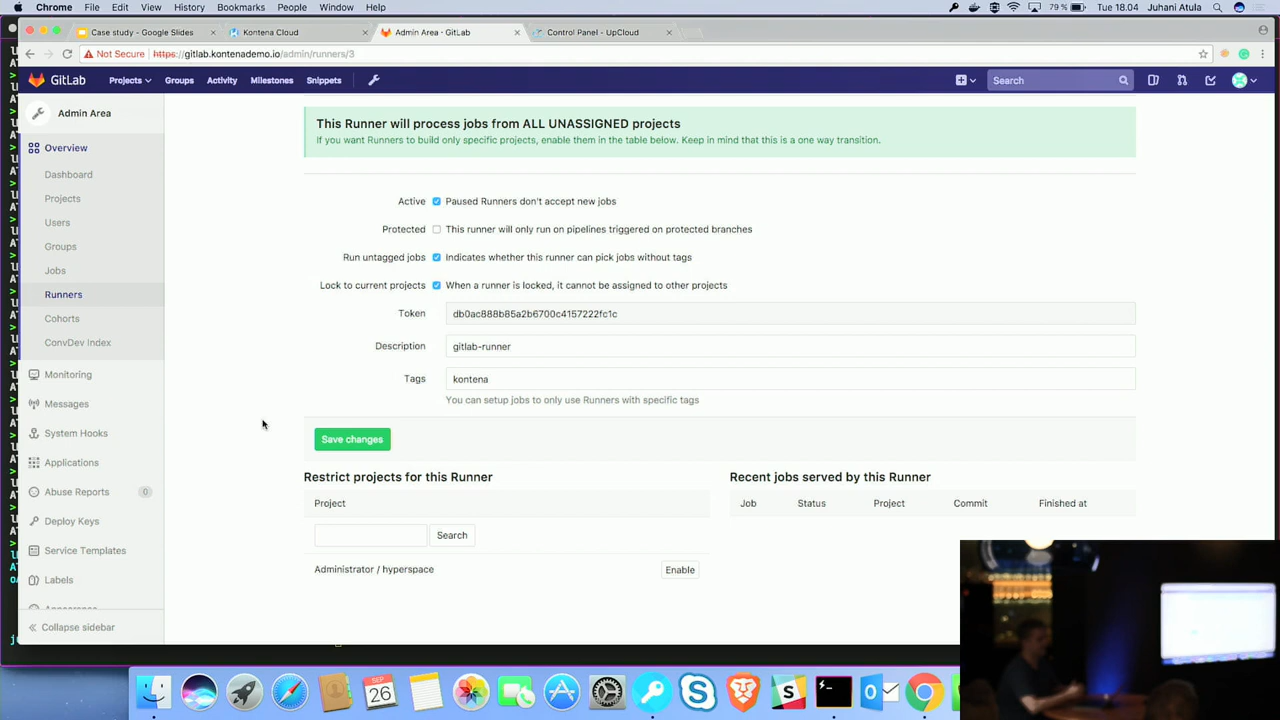 Chrome File Edit View History Bookmarks People Window Help 79 % Tue 18.04 Juhani Atula
Case study - Google Slides Kontena Cloud Admin Area · GitLab Control Panel - UpCloud
Not Secure https://gitlab.kontenademo.io/admin/runners/3
GitLab Projects Groups Activity Milestones Snippets Search
Admin Area
Overview
Dashboard
Projects
Users
Groups
Jobs
Runners
Cohorts
ConvDev Index
Monitoring
Messages
System Hooks
Applications
Abuse Reports 0
Deploy Keys
Service Templates
Labels
Appearance
Collapse sidebar
This Runner will process jobs from ALL UNASSIGNED projects
If you want Runners to build only specific projects, enable them in the table below. Keep in mind that this is a one way transition.
Active Paused Runners don't accept new jobs
Protected This runner will only run on pipelines triggered on protected branches
Run untagged jobs Indicates whether this runner can pick jobs without tags
Lock to current projects When a runner is locked, it cannot be assigned to other projects
Token db0ac888b85a2b6700c4157222fc1c
Description gitlab-runner
Tags kontena
You can setup jobs to only use Runners with specific tags
Save changes
Restrict projects for this Runner
Project
Search
Administrator / hyperspace Enable
Recent jobs served by this Runner
Job Status Project Commit Finished at
SEP
26